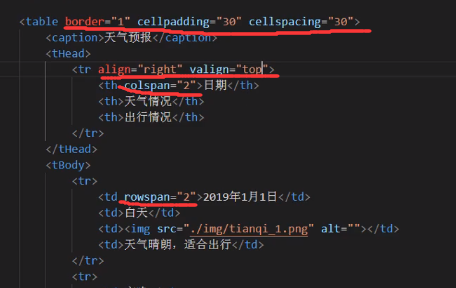 <table border="1" cellpadding="30" cellspacing="30">
<caption>天气预报</caption>
<tHead>
<tr align="right" valign="top">
<th colspan="2">日期</th>
<th>天气情况</th>
<th>出行情况</th>
</tr>
</tHead>
<tBody>
<tr>
<td rowspan="2">2019年1月1日</td>
<td>白天</td>
<td><img src="./img/tianqi_1.png" alt=""></td>
<td>天气晴朗，适合出行</td>
</tr>
<tr>